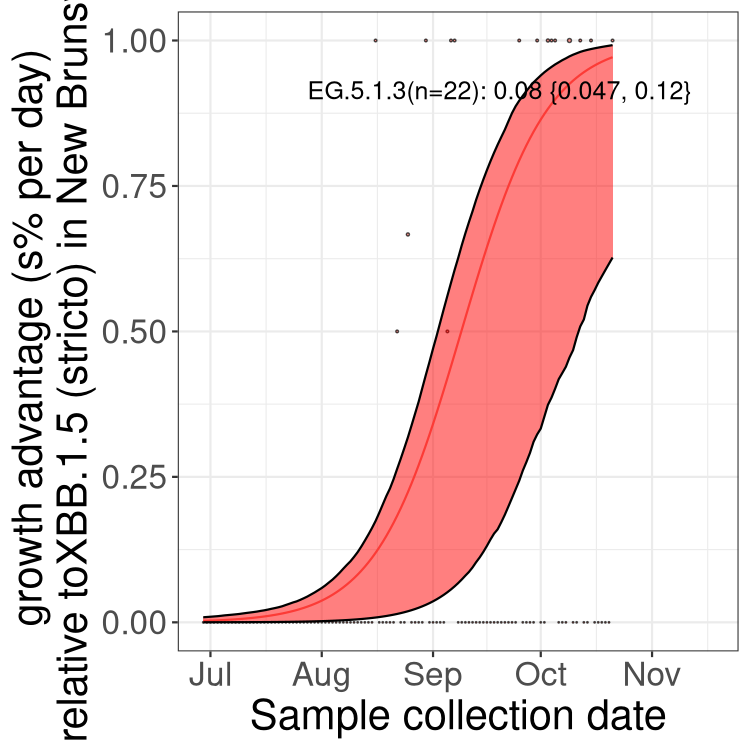 growth advantage (s% per day)
relative toXBB.1.5 (stricto) in New
1.00
0.75
0.50
0.25
0.00
EG.5.1.3(n=22): 0.08 {0.047, 0.12}
Jul Aug Sep Oct Nov
Sample collection date